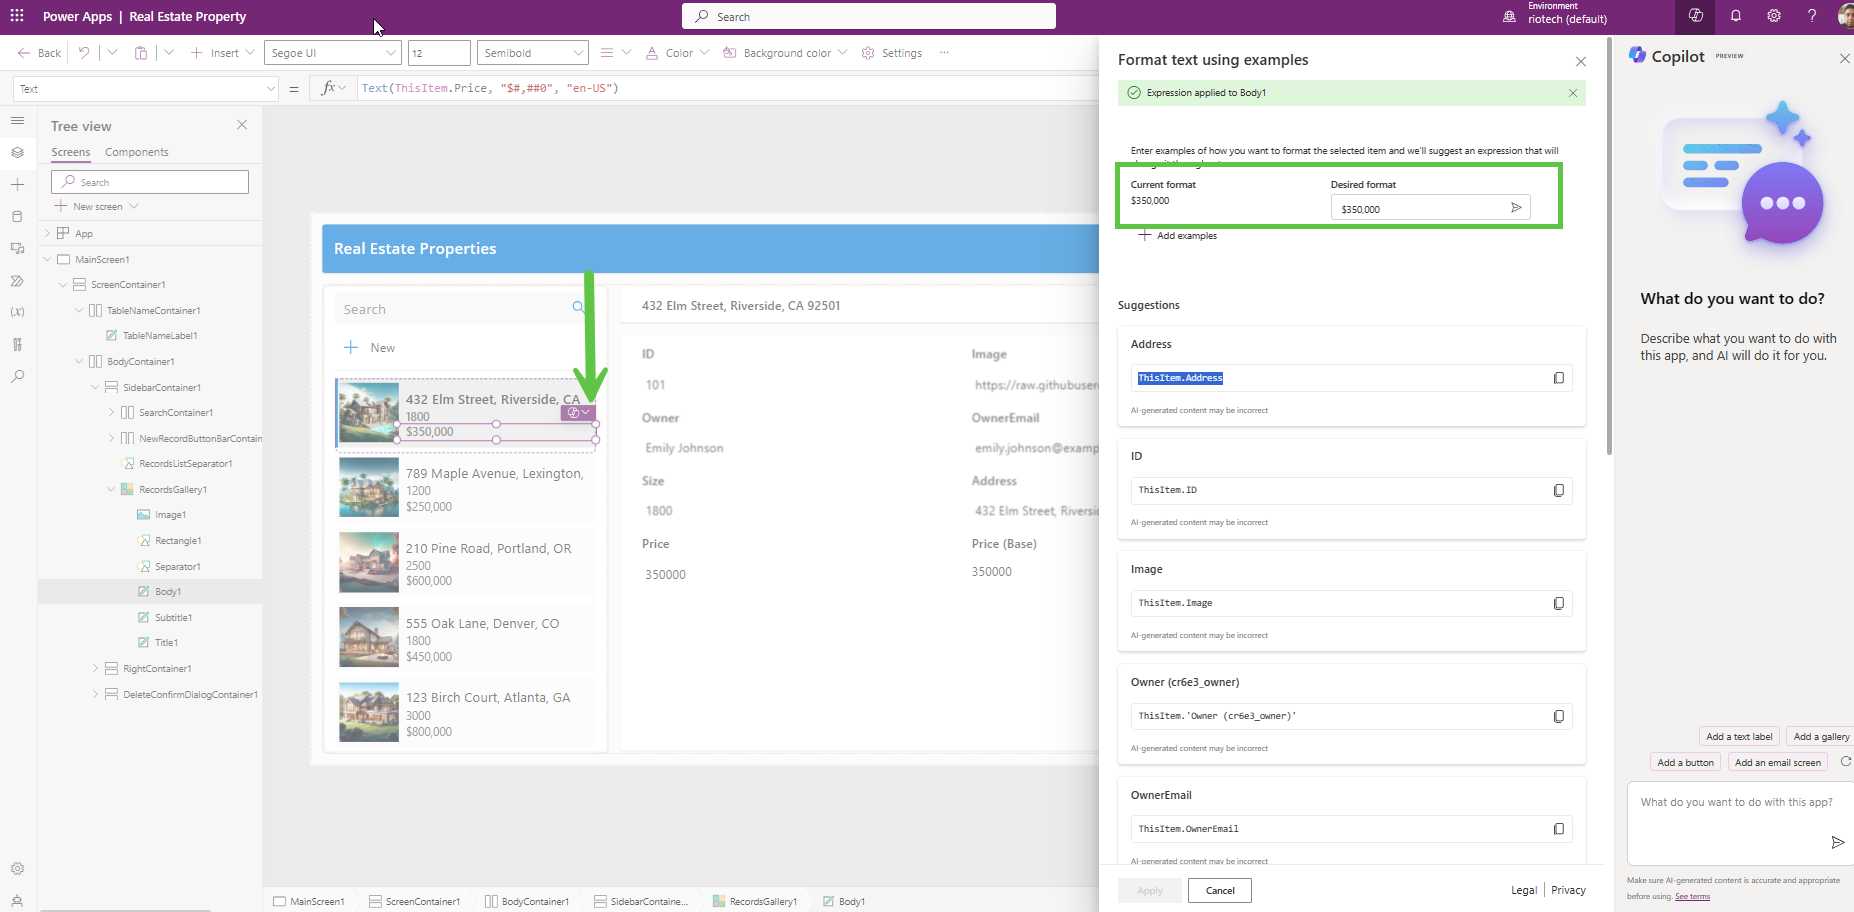 Power Apps | Real Estate Property
Search
Environment
riotech (default)
Back
Insert
Segoe UI
12
Semibold
Color
Background color
Settings
Text
=
fx
Text(ThisItem.Price, "$#,##0", "en-US")
Tree view
Screens
Components
Search
New screen
App
MainScreen1
ScreenContainer1
TableNameContainer1
TableNameLabel1
BodyContainer1
SidebarContainer1
SearchContainer1
NewRecordButtonBarContain
RecordsListSeparator1
RecordsGallery1
Image1
Rectangle1
Separator1
Body1
Subtitle1
Title1
RightContainer1
DeleteConfirmDialogContainer1
Real Estate Properties
Search
New
432 Elm Street, Riverside, CA
1800
$350,000
789 Maple Avenue, Lexington,
1200
$250,000
210 Pine Road, Portland, OR
2500
$600,000
555 Oak Lane, Denver, CO
1800
$450,000
123 Birch Court, Atlanta, GA
3000
$800,000
432 Elm Street, Riverside, CA 92501
ID
Image
101
https://raw.githubuser
Owner
OwnerEmail
Emily Johnson
emily.johnson@examp
Size
Address
1800
432 Elm Street, Riversid
Price
Price (Base)
350000
350000
MainScreen1
ScreenContainer1
BodyContainer1
SidebarContaine...
RecordsGallery1
Body1
Format text using examples
Expression applied to Body1
Enter examples of how you want to format the selected item and we'll suggest an expression that will
Current format
Desired format
$350,000
$350,000
Add examples
Suggestions
Address
ThisItem.Address
AI-generated content may be incorrect
ID
ThisItem.ID
AI-generated content may be incorrect
Image
ThisItem.Image
AI-generated content may be incorrect
Owner (cr6e3_owner)
ThisItem.'Owner (cr6e3_owner)'
AI-generated content may be incorrect
OwnerEmail
ThisItem.OwnerEmail
AI-generated content may be incorrect
Apply
Cancel
Legal
Privacy
Copilot
PREVIEW
What do you want to do?
Describe what you want to do with
this app, and AI will do it for you.
Add a text label
Add a gallery
Add a button
Add an email screen
What do you want to do with this app?
Make sure AI-generated content is accurate and appropriate
before using. See terms